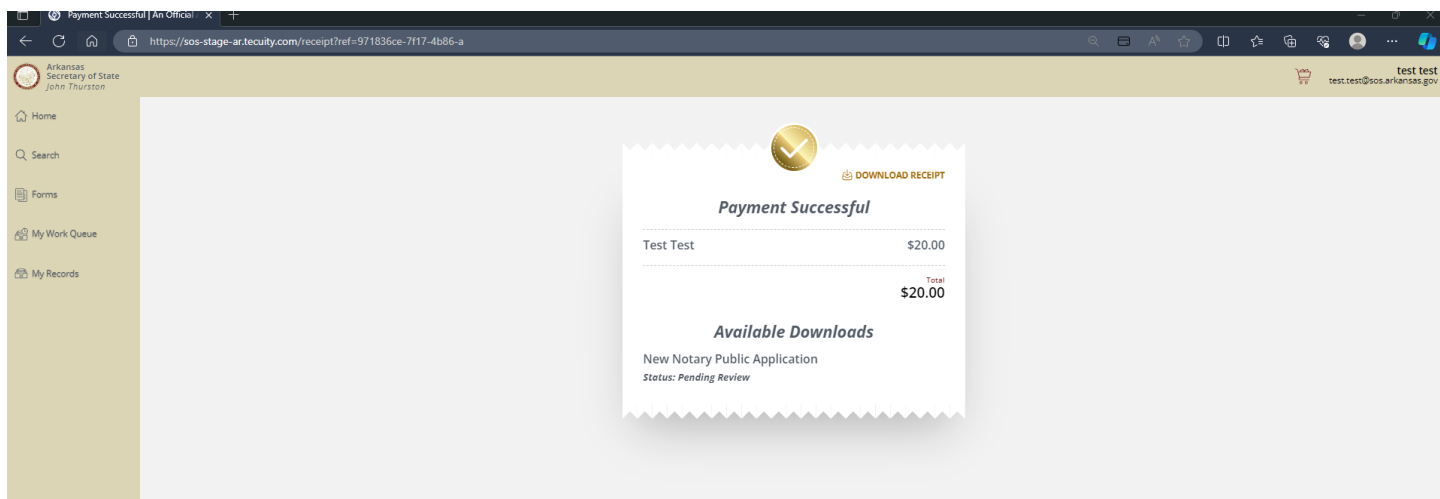 Payment Successful | An Official
https://sos-stage-ar.tecuity.com/receipt?ref=971836ce-7f17-4b86-a
Arkansas
Secretary of State
John Thurston
test test
test.test@sos.arkansas.gov
Home
Search
Forms
My Work Queue
My Records
DOWNLOAD RECEIPT
Payment Successful
Test Test $20.00
Total
$20.00
Available Downloads
New Notary Public Application
Status: Pending Review